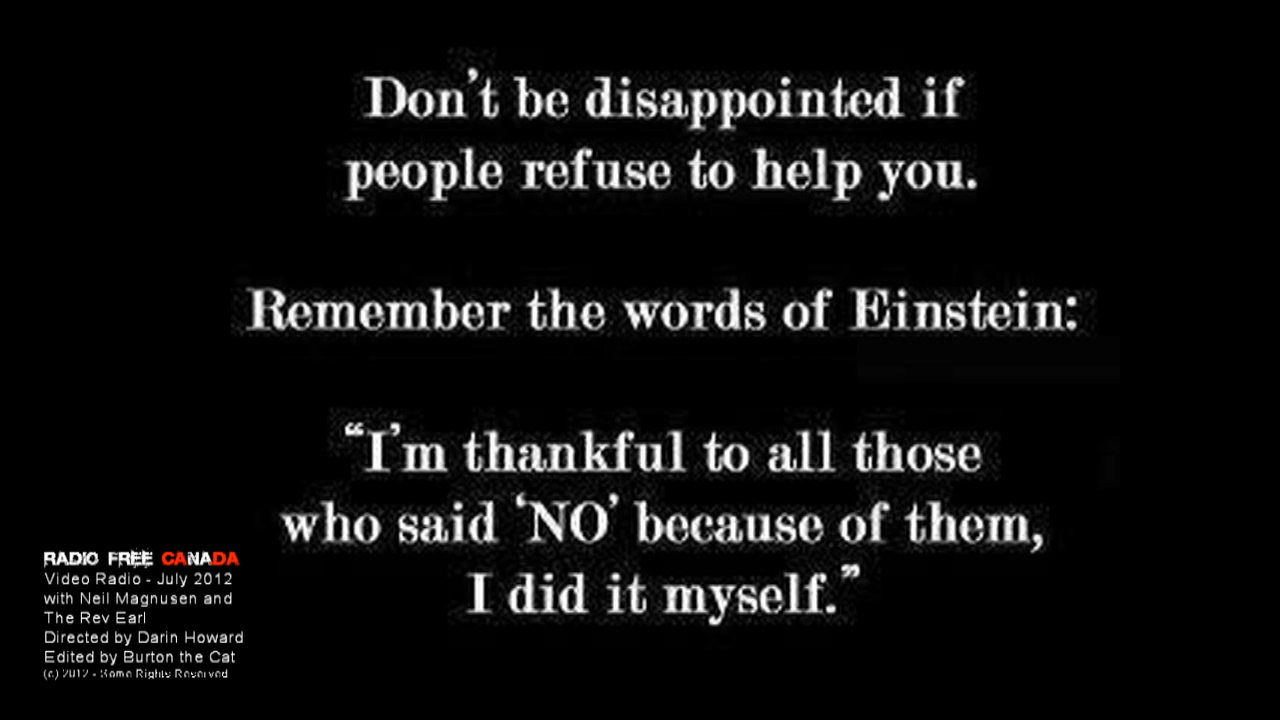 Don't be disappointed if
people refuse to help you.
Remember the words of Einstein:
“I'm thankful to all those
who said ‘NO’ because of them,
I did it myself.”
RADIO FREE CANADA
Video Radio - July 2012
with Neil Magnusen and
The Rev Earl
Directed by Darin Howard
Edited by Burton the Cat
(c) 2012 - Some Rights Reserved